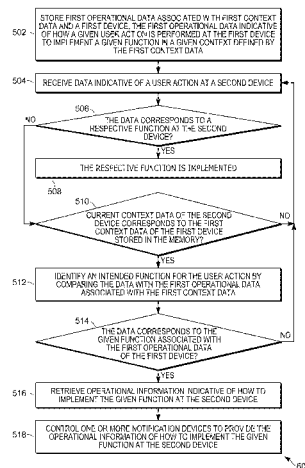 502
STORE FIRST OPERATIONAL DATA ASSOCIATED WITH FIRST CONTEXT
DATA AND A FIRST DEVICE, THE FIRST OPERATIONAL DATA INDICATIVE
OF HOW A GIVEN USER ACTION IS PERFORMED AT THE FIRST DEVICE
TO IMPLEMENT A GIVEN FUNCTION IN A GIVEN CONTEXT DEFINED BY
THE FIRST CONTEXT DATA
504
RECEIVE DATA INDICATIVE OF A USER ACTION AT A SECOND DEVICE
506
THE DATA CORRESPONDS TO A
RESPECTIVE FUNCTION AT THE SECOND
DEVICE?
NO
YES
THE RESPECTIVE FUNCTION IS IMPLEMENTED
508
510
CURRENT CONTEXT DATA OF THE SECOND
DEVICE CORRESPONDS TO THE FIRST
CONTEXT DATA OF THE FIRST DEVICE
STORED IN THE MEMORY?
NO
YES
512
IDENTIFY AN INTENDED FUNCTION FOR THE USER ACTION BY
COMPARING THE DATA WITH THE FIRST OPERATIONAL DATA
ASSOCIATED WITH THE FIRST CONTEXT DATA
514
THE DATA CORRESPONDS TO THE
GIVEN FUNCTION ASSOCIATED WITH
THE FIRST OPERATIONAL DATA
OF THE FIRST DEVICE?
NO
YES
516
RETRIEVE OPERATIONAL INFORMATION INDICATIVE OF HOW TO
IMPLEMENT THE GIVEN FUNCTION AT THE SECOND DEVICE
518
CONTROL ONE OR MORE NOTIFICATION DEVICES TO PROVIDE THE
OPERATIONAL INFORMATION OF HOW TO IMPLEMENT THE GIVEN
FUNCTION AT THE SECOND DEVICE